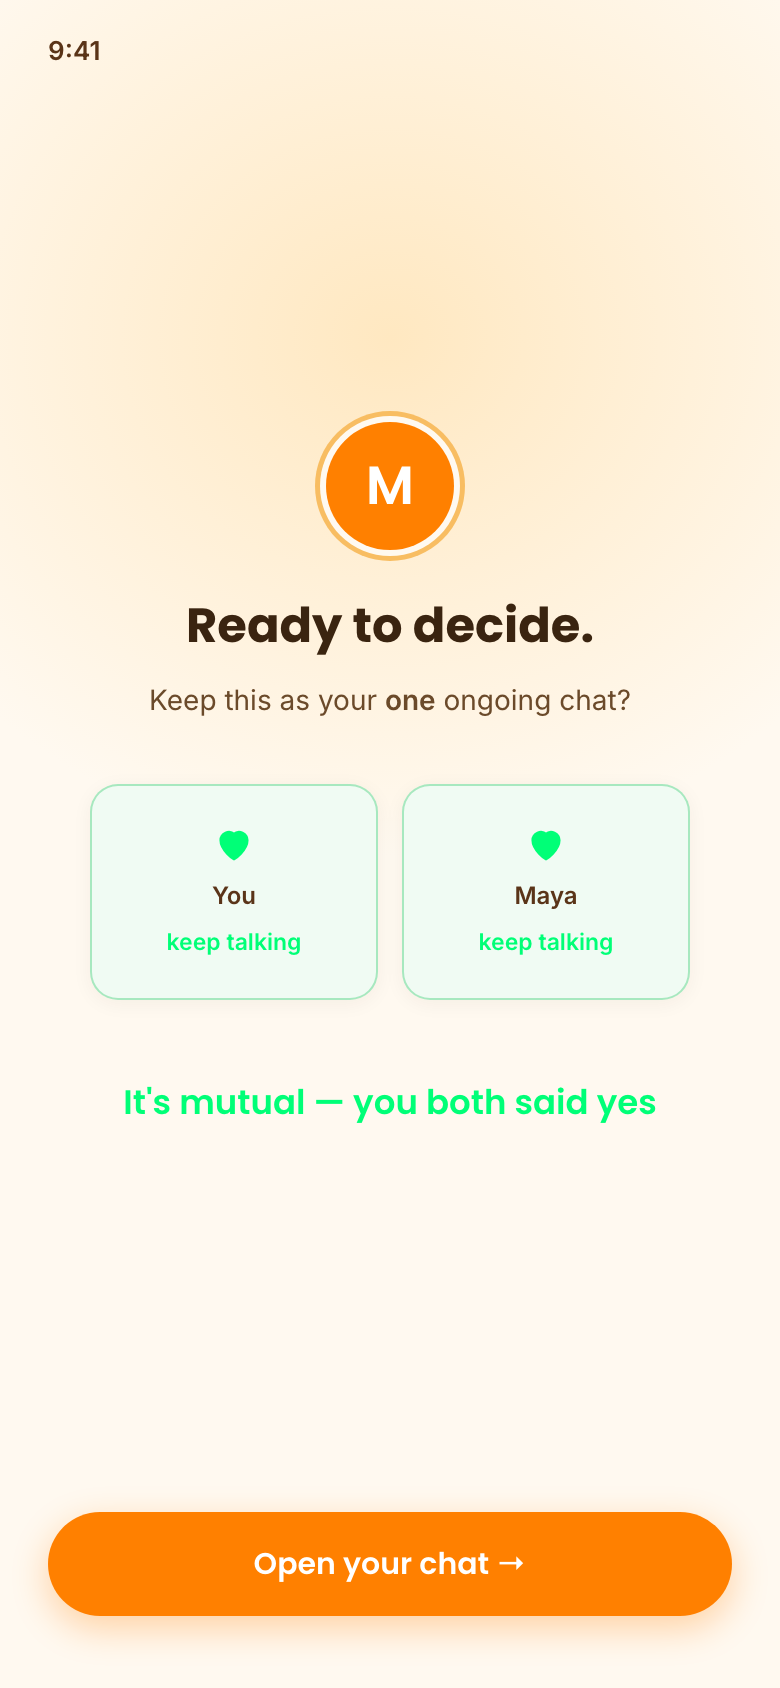 9:41
M
Ready to decide.
Keep this as your one ongoing chat?
You
keep talking
Maya
keep talking
It's mutual — you both said yes
Open your chat →